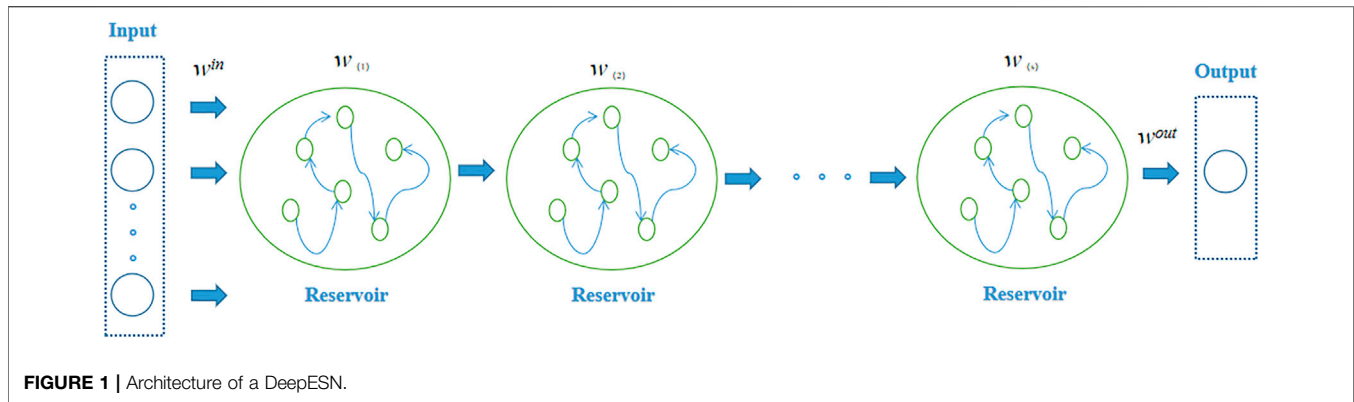 Input
w^in
w (1)
w (2)
w (s)
Output
w^out
Reservoir
Reservoir
Reservoir
FIGURE 1 | Architecture of a DeepESN.